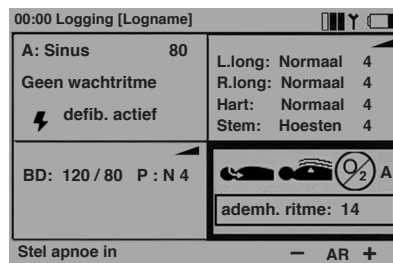 00:00 Logging [Logname]
A: Sinus 80
Geen wachtritme
defib. actief
L.long: Normaal 4
R.long: Normaal 4
Hart: Normaal 4
Stem: Hoesten 4
BD: 120 / 80 P : N 4
O2 A
ademh. ritme: 14
Stel apnoe in − AR +